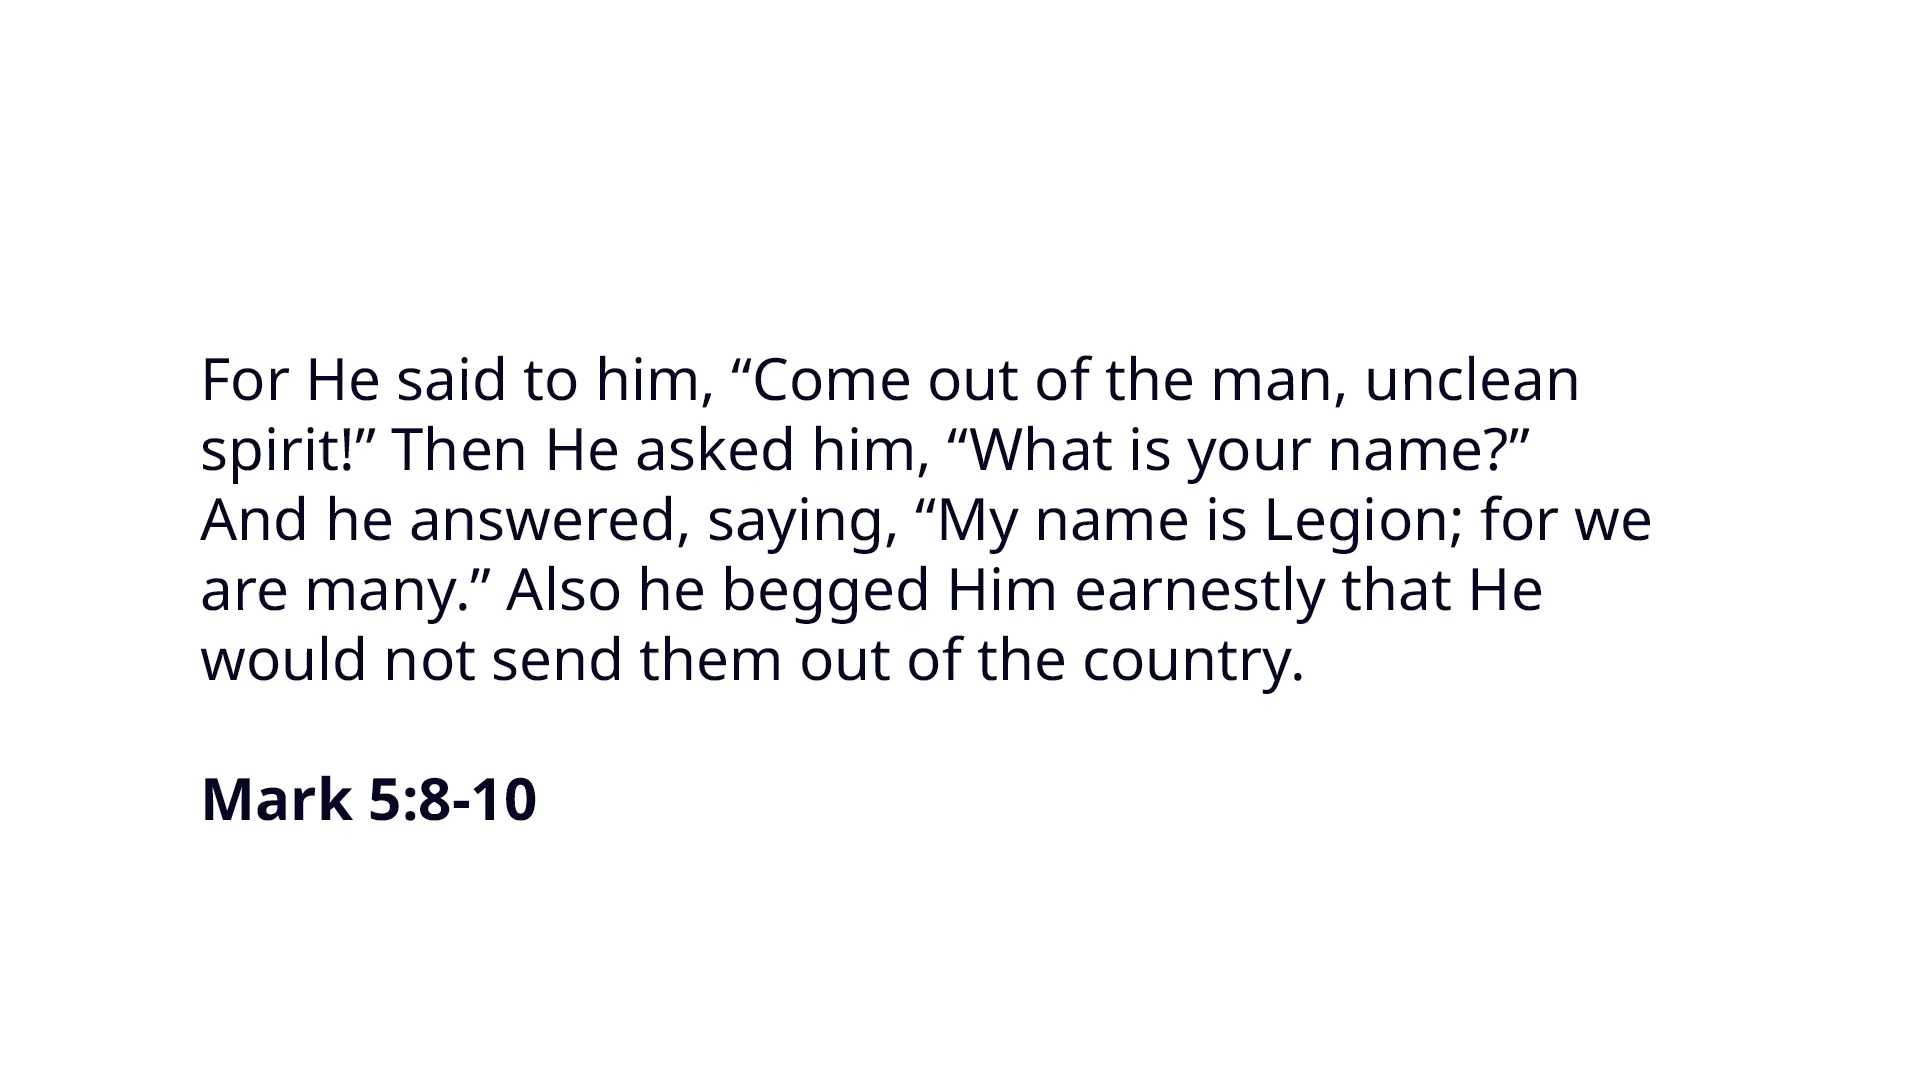 For He said to him, “Come out of the man, unclean
spirit!” Then He asked him, “What is your name?”
And he answered, saying, “My name is Legion; for we
are many.” Also he begged Him earnestly that He
would not send them out of the country.
Mark 5:8-10